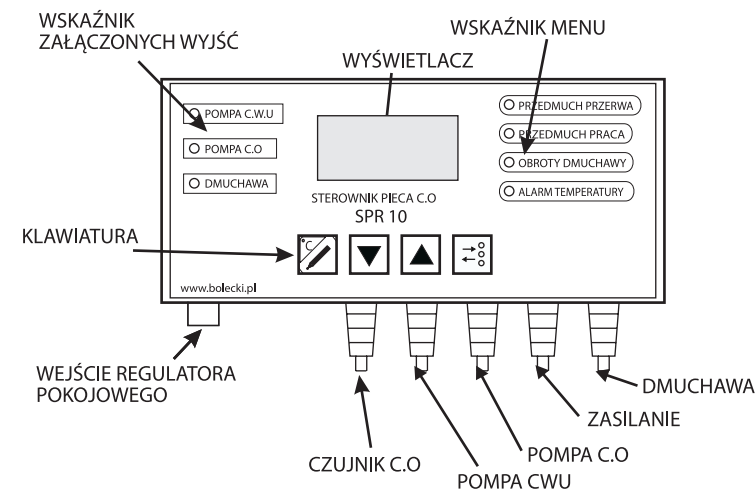 WSKAŹNIK
ZAŁĄCZONYCH WYJŚĆ
WYŚWIETLACZ
WSKAŹNIK MENU
POMPA C.W.U
POMPA C.O
DMUCHAWA
PRZEDMUCH PRZERWA
PRZEDMUCH PRACA
OBROTY DMUCHAWY
ALARM TEMPERATURY
STEROWNIK PIECA C.O
SPR 10
KLAWIATURA
°C
www.bolecki.pl
WEJŚCIE REGULATORA
POKOJOWEGO
CZUJNIK C.O
POMPA CWU
POMPA C.O
ZASILANIE
DMUCHAWA